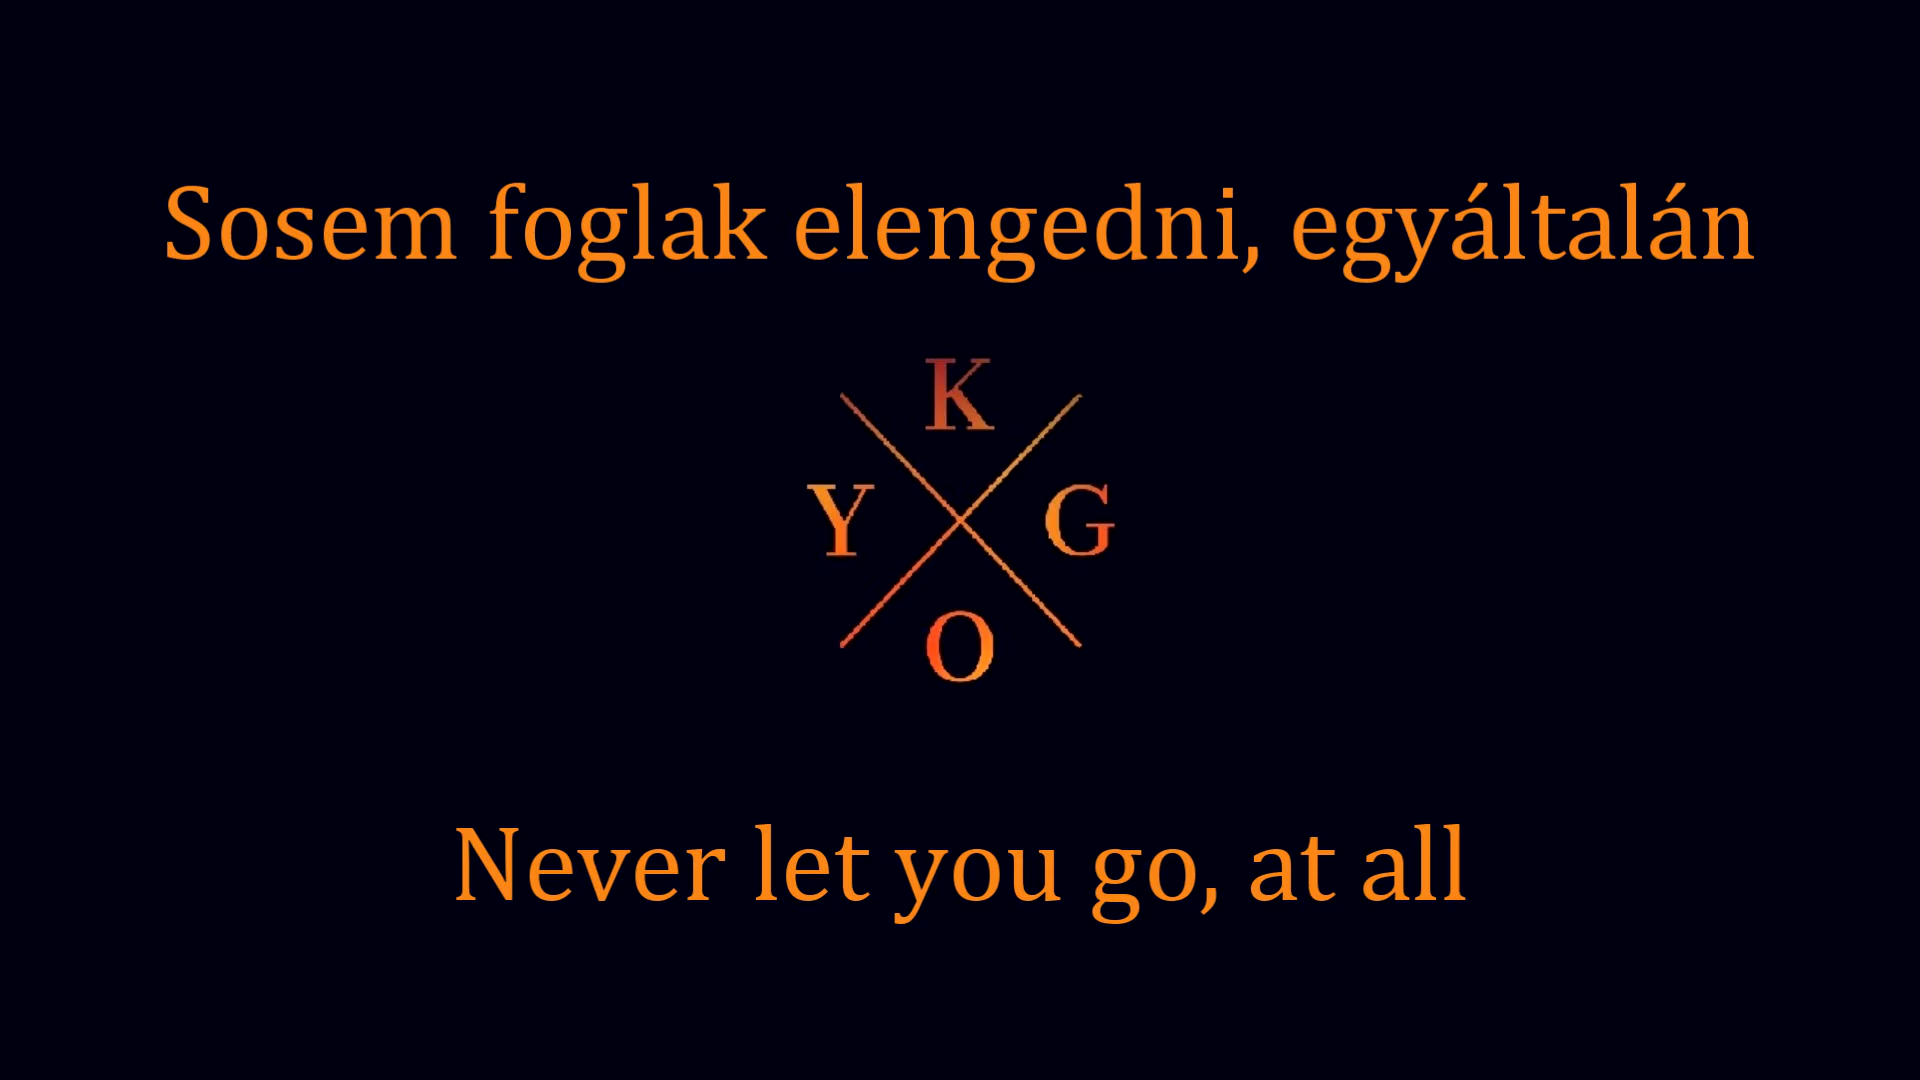 Sosem foglak elengedni, egyáltalán
K
Y G
O
Never let you go, at all